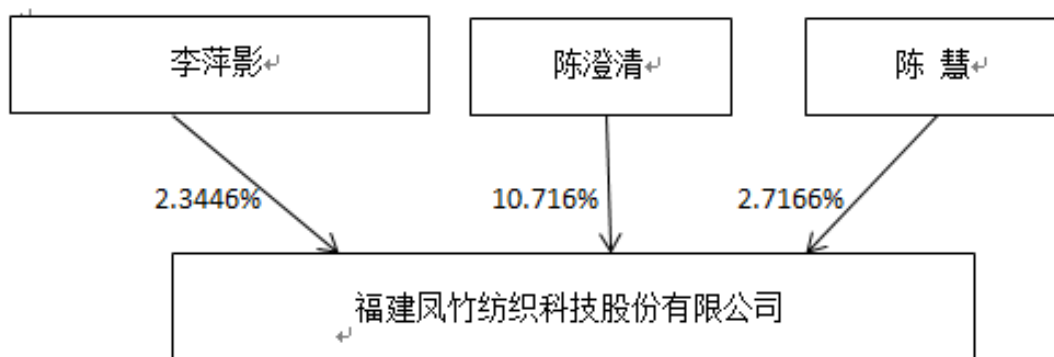 李萍影
陈澄清
陈 慧
2.3446%
10.716%
2.7166%
福建凤竹纺织科技股份有限公司